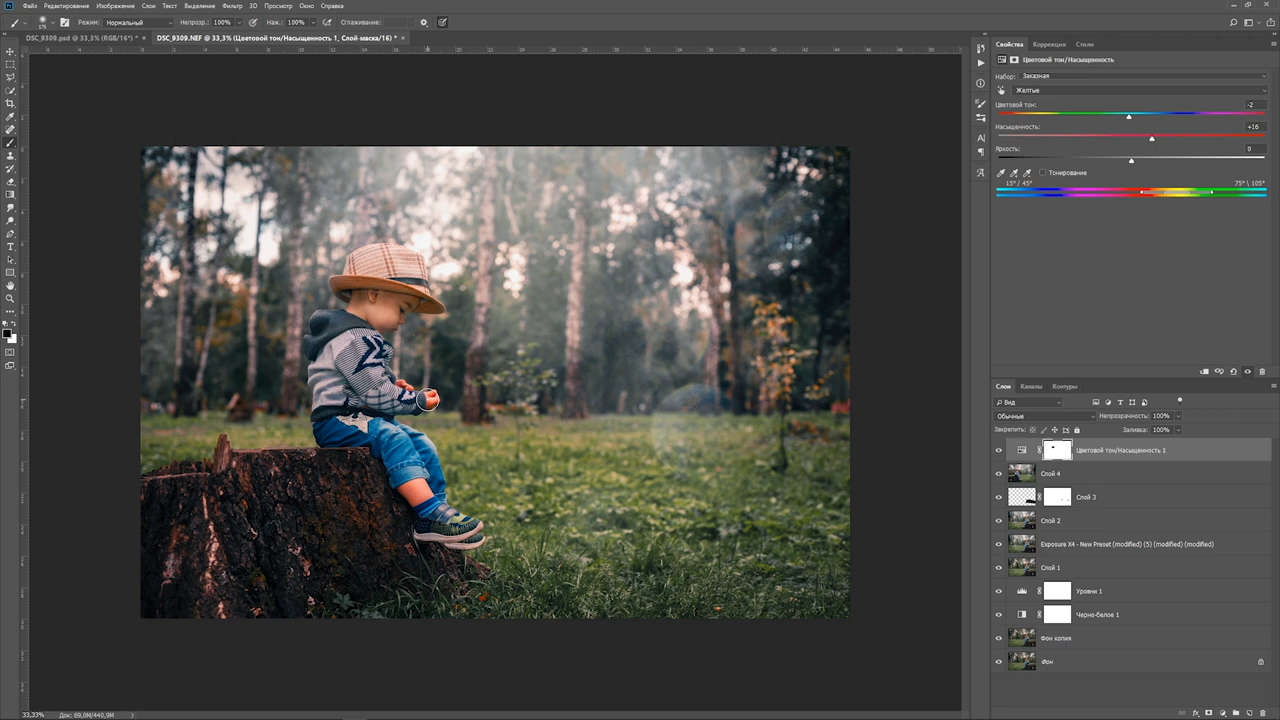 Файл Редактирование Изображение Слои Текст Выделение Фильтр 3D Просмотр Окно Справка
Режим: Нормальный Непрозр.: 100% Наж.: 100% Сглаживание:
DSC_9309.psd @ 33,3% (RGB/16*) * × DSC_9309.NEF @ 33,3% (Цветовой тон/Насыщенность 1, Слой-маска/16) * ×
Свойства Коррекция Стили
Цветовой тон/Насыщенность
Набор: Заказная
Желтые
Цветовой тон: -2
Насыщенность: +16
Яркость: 0
Тонирование
15° / 45° 75° \ 105°
Слои Каналы Контуры
Вид
Обычные Непрозрачность: 100%
Закрепить: Заливка: 100%
Цветовой тон/Насыщенность 1
Слой 4
Слой 3
Слой 2
Exposure X4 - New Preset (modified) (5) (modified) (modified)
Слой 1
Уровни 1
Черно-белое 1
Фон копия
Фон
33,33% Док: 69,0M/440,9M